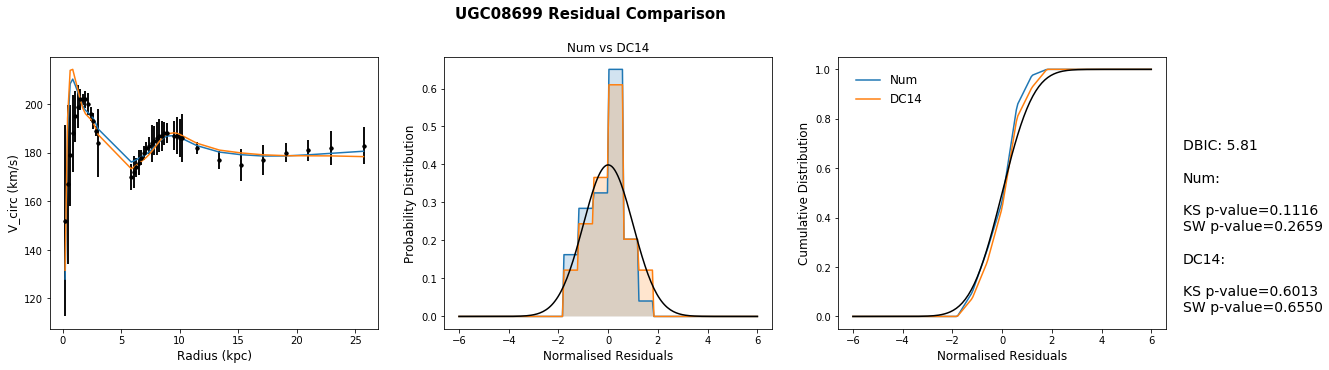 UGC08699 Residual Comparison
V_circ (km/s)
200
180
160
140
120
0
5
10
15
20
25
Radius (kpc)
Num vs DC14
Probability Distribution
0.6
0.5
0.4
0.3
0.2
0.1
0.0
−6
−4
−2
0
2
4
6
Normalised Residuals
Cumulative Distribution
1.0
0.8
0.6
0.4
0.2
0.0
Num
DC14
−6
−4
−2
0
2
4
6
Normalised Residuals
DBIC: 5.81
Num:
KS p-value=0.1116
SW p-value=0.2659
DC14:
KS p-value=0.6013
SW p-value=0.6550